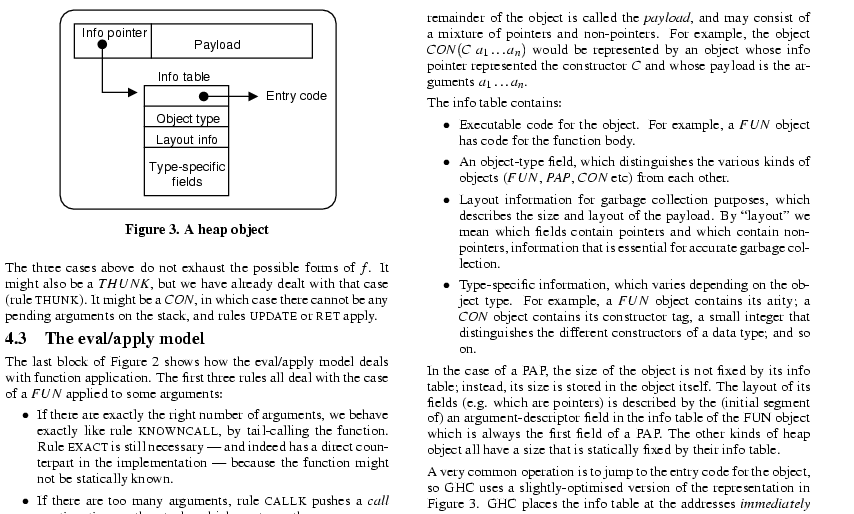 Info pointer
Payload
Info table
Entry code
Object type
Layout info
Type-specific
fields
Figure 3. A heap object
The three cases above do not exhaust the possible forms of f. It
might also be a THUNK, but we have already dealt with that case
(rule THUNK). It might be a CON, in which case there cannot be any
pending arguments on the stack, and rules UPDATE or RET apply.
4.3 The eval/apply model
The last block of Figure 2 shows how the eval/apply model deals
with function application. The first three rules all deal with the case
of a FUN applied to some arguments:
• If there are exactly the right number of arguments, we behave
exactly like rule KNOWNCALL, by tail-calling the function.
Rule EXACT is still necessary — and indeed has a direct coun-
terpart in the implementation — because the function might
not be statically known.
• If there are too many arguments, rule CALLK pushes a call
remainder of the object is called the payload, and may consist of
a mixture of pointers and non-pointers. For example, the object
CON(C a1...an) would be represented by an object whose info
pointer represented the constructor C and whose payload is the ar-
guments a1...an.
The info table contains:
• Executable code for the object. For example, a FUN object
has code for the function body.
• An object-type field, which distinguishes the various kinds of
objects (FUN, PAP, CON etc) from each other.
• Layout information for garbage collection purposes, which
describes the size and layout of the payload. By “layout” we
mean which fields contain pointers and which contain non-
pointers, information that is essential for accurate garbage col-
lection.
• Type-specific information, which varies depending on the ob-
ject type. For example, a FUN object contains its arity; a
CON object contains its constructor tag, a small integer that
distinguishes the different constructors of a data type; and so
on.
In the case of a PAP, the size of the object is not fixed by its info
table; instead, its size is stored in the object itself. The layout of its
fields (e.g. which are pointers) is described by the (initial segment
of) an argument-descriptor field in the info table of the FUN object
which is always the first field of a PAP. The other kinds of heap
object all have a size that is statically fixed by their info table.
A very common operation is to jump to the entry code for the object,
so GHC uses a slightly-optimised version of the representation in
Figure 3. GHC places the info table at the addresses immediately